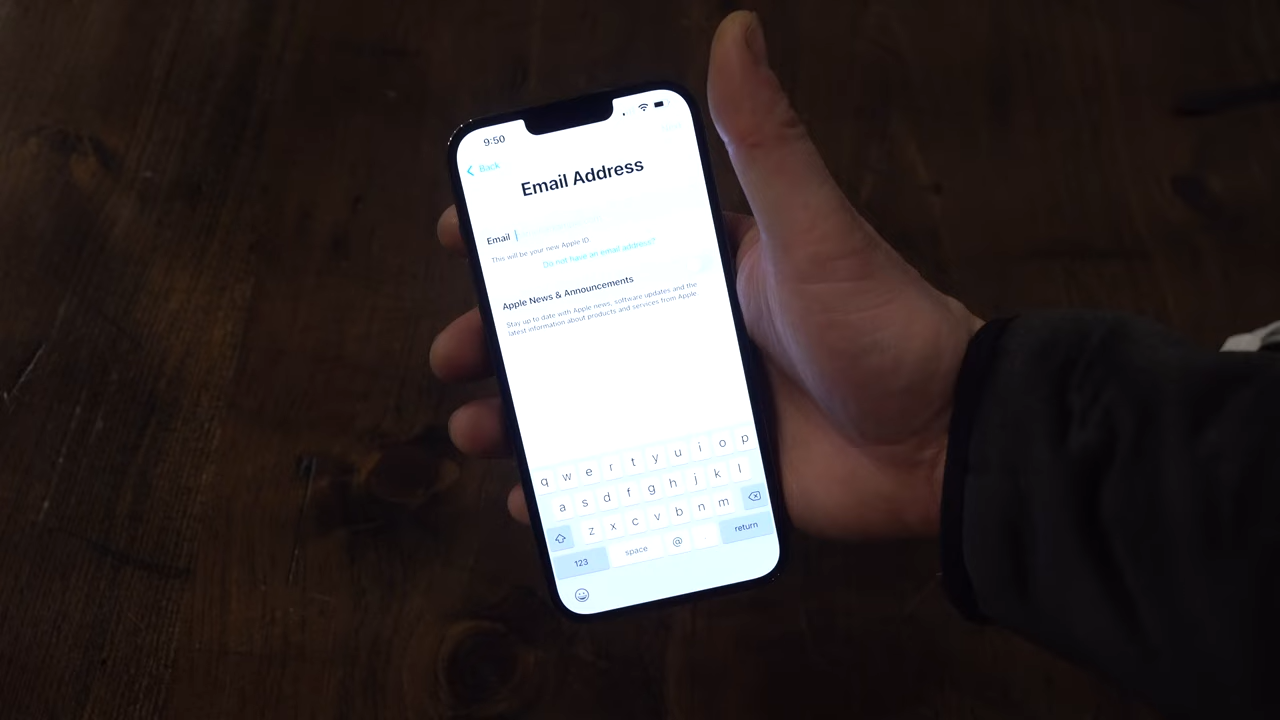 9:50
Back
Email Address
Email
This will be your new Apple ID
Do not have an email address?
Apple News & Announcements
Stay up to date with Apple news, software updates and the
latest information about products and services from Apple
q w e r t y u i o p
a s d f g h j k l
z x c v b n m
123 space @ . return